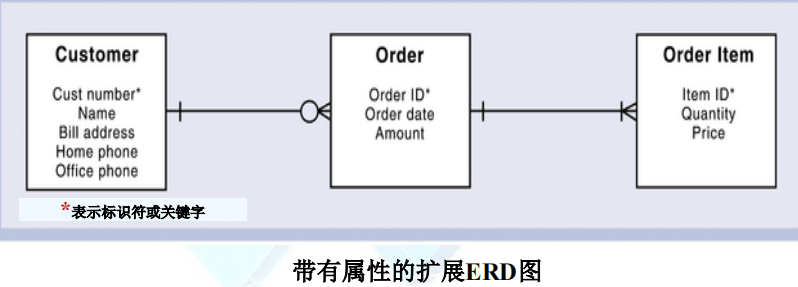 Customer
Cust number*
Name
Bill address
Home phone
Office phone
Order
Order ID*
Order date
Amount
Order Item
Item ID*
Quantity
Price
*表示标识符或关键字
带有属性的扩展ERD图